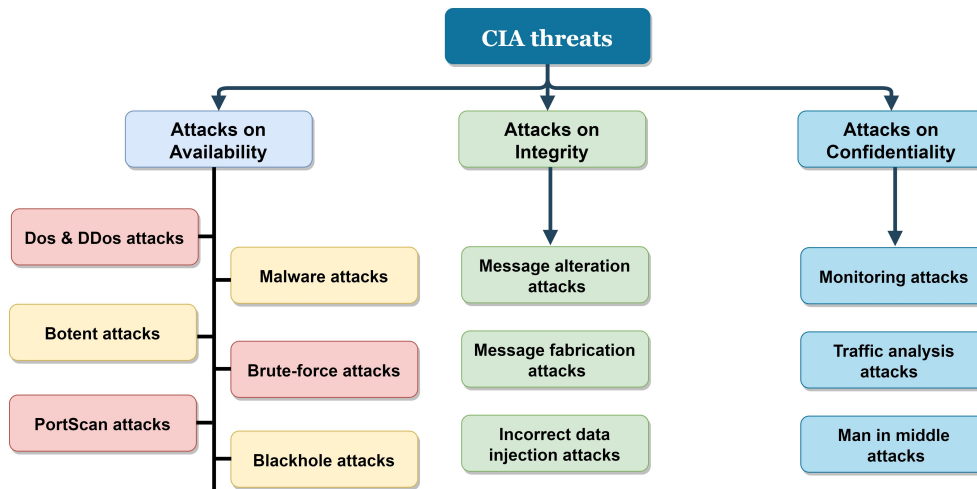 CIA threats
Attacks on
Availability
Attacks on
Integrity
Attacks on
Confidentiality
Dos & DDos attacks
Malware attacks
Botent attacks
Brute-force attacks
PortScan attacks
Blackhole attacks
Message alteration
attacks
Message fabrication
attacks
Incorrect data
injection attacks
Monitoring attacks
Traffic analysis
attacks
Man in middle
attacks